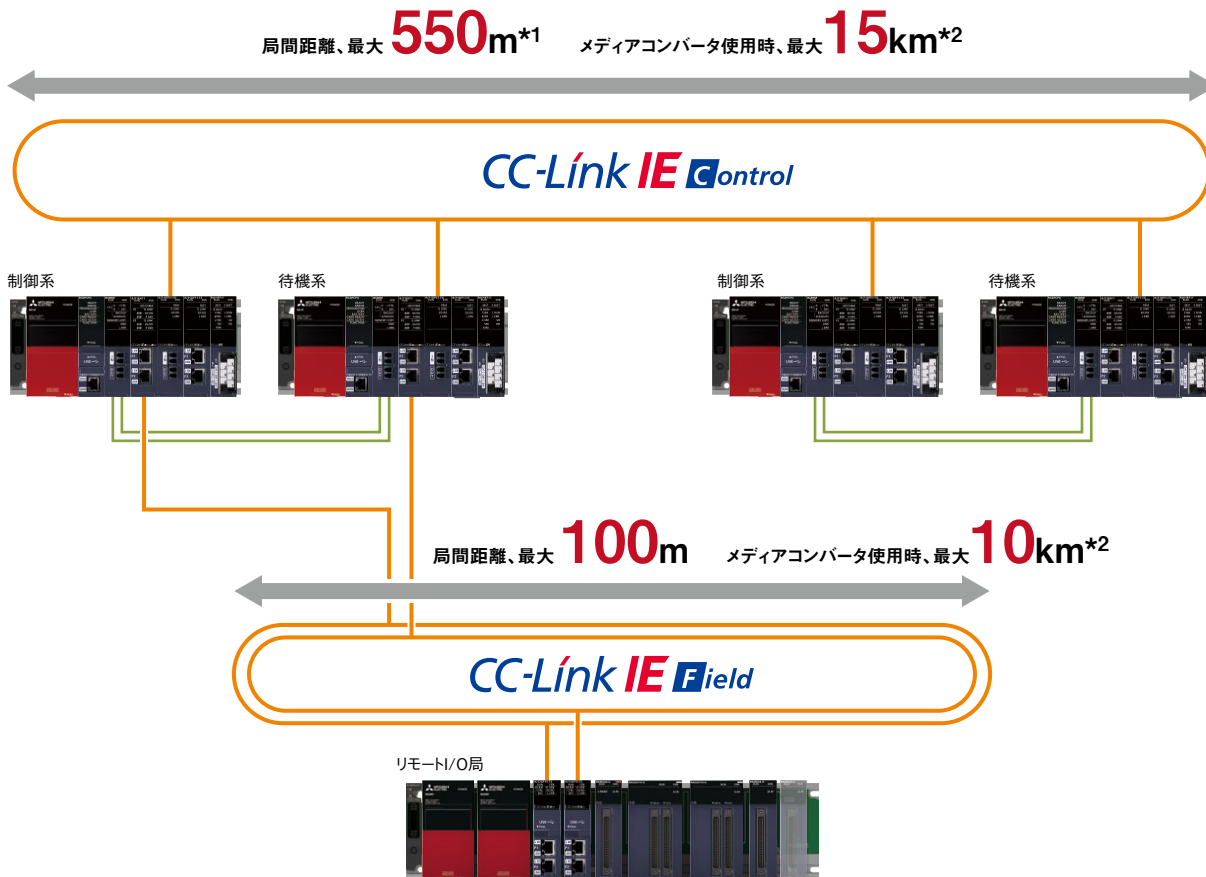 局間距離、最大 550m*1 メディアコンバータ使用時、最大 15km*2
CC-Link IE Control
制御系
待機系
制御系
待機系
局間距離、最大 100m メディアコンバータ使用時、最大 10km*2
CC-Link IE Field
リモートI/O局